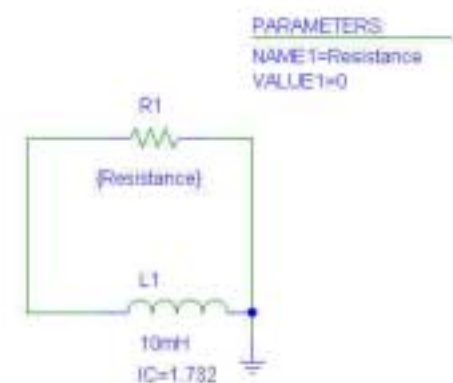 PARAMETERS:
NAME1=Resistance
VALUE1=0
R1
{Resistance}
L1
10mH
IC=1.732